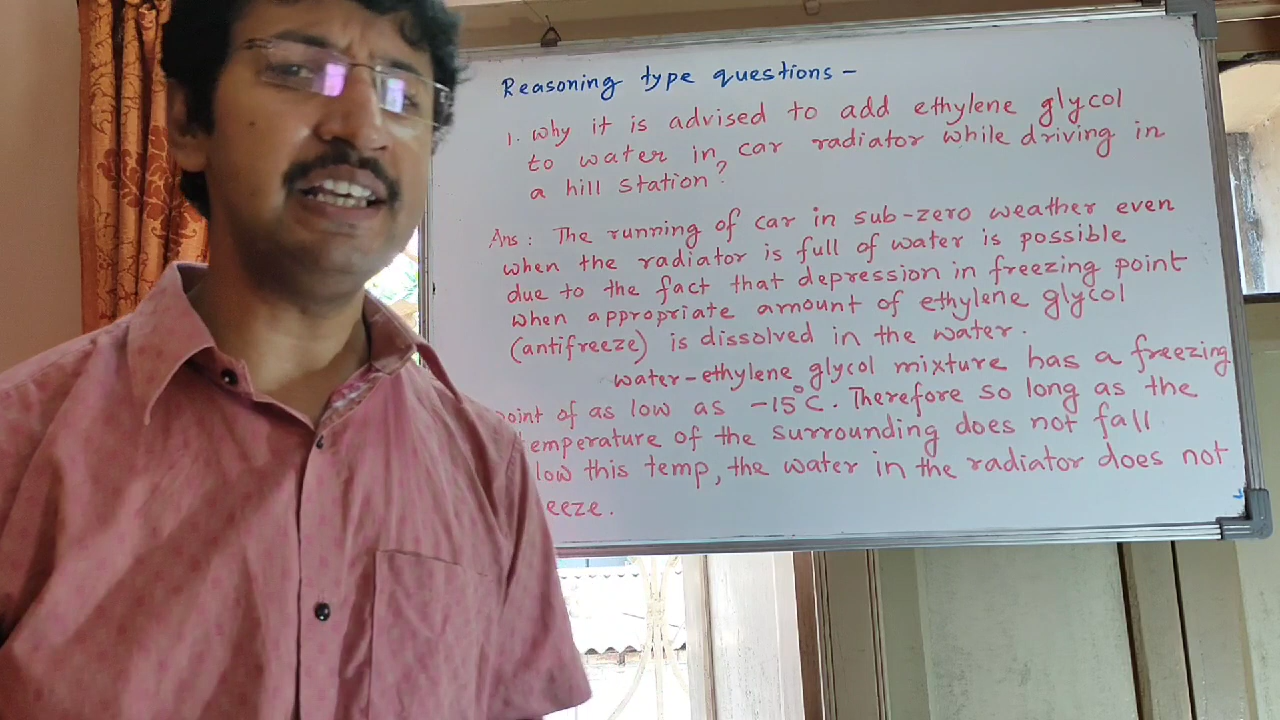 Reasoning type questions –
1. Why it is advised to add ethylene glycol
to water in car radiator while driving in
a hill station?
Ans : The running of car in sub-zero weather even
when the radiator is full of water is possible
due to the fact that depression in freezing point
when appropriate amount of ethylene glycol
(antifreeze) is dissolved in the water.
water-ethylene glycol mixture has a freezing
oint of as low as -15°C. Therefore so long as the
temperature of the surrounding does not fall
low this temp, the water in the radiator does not
eeze.